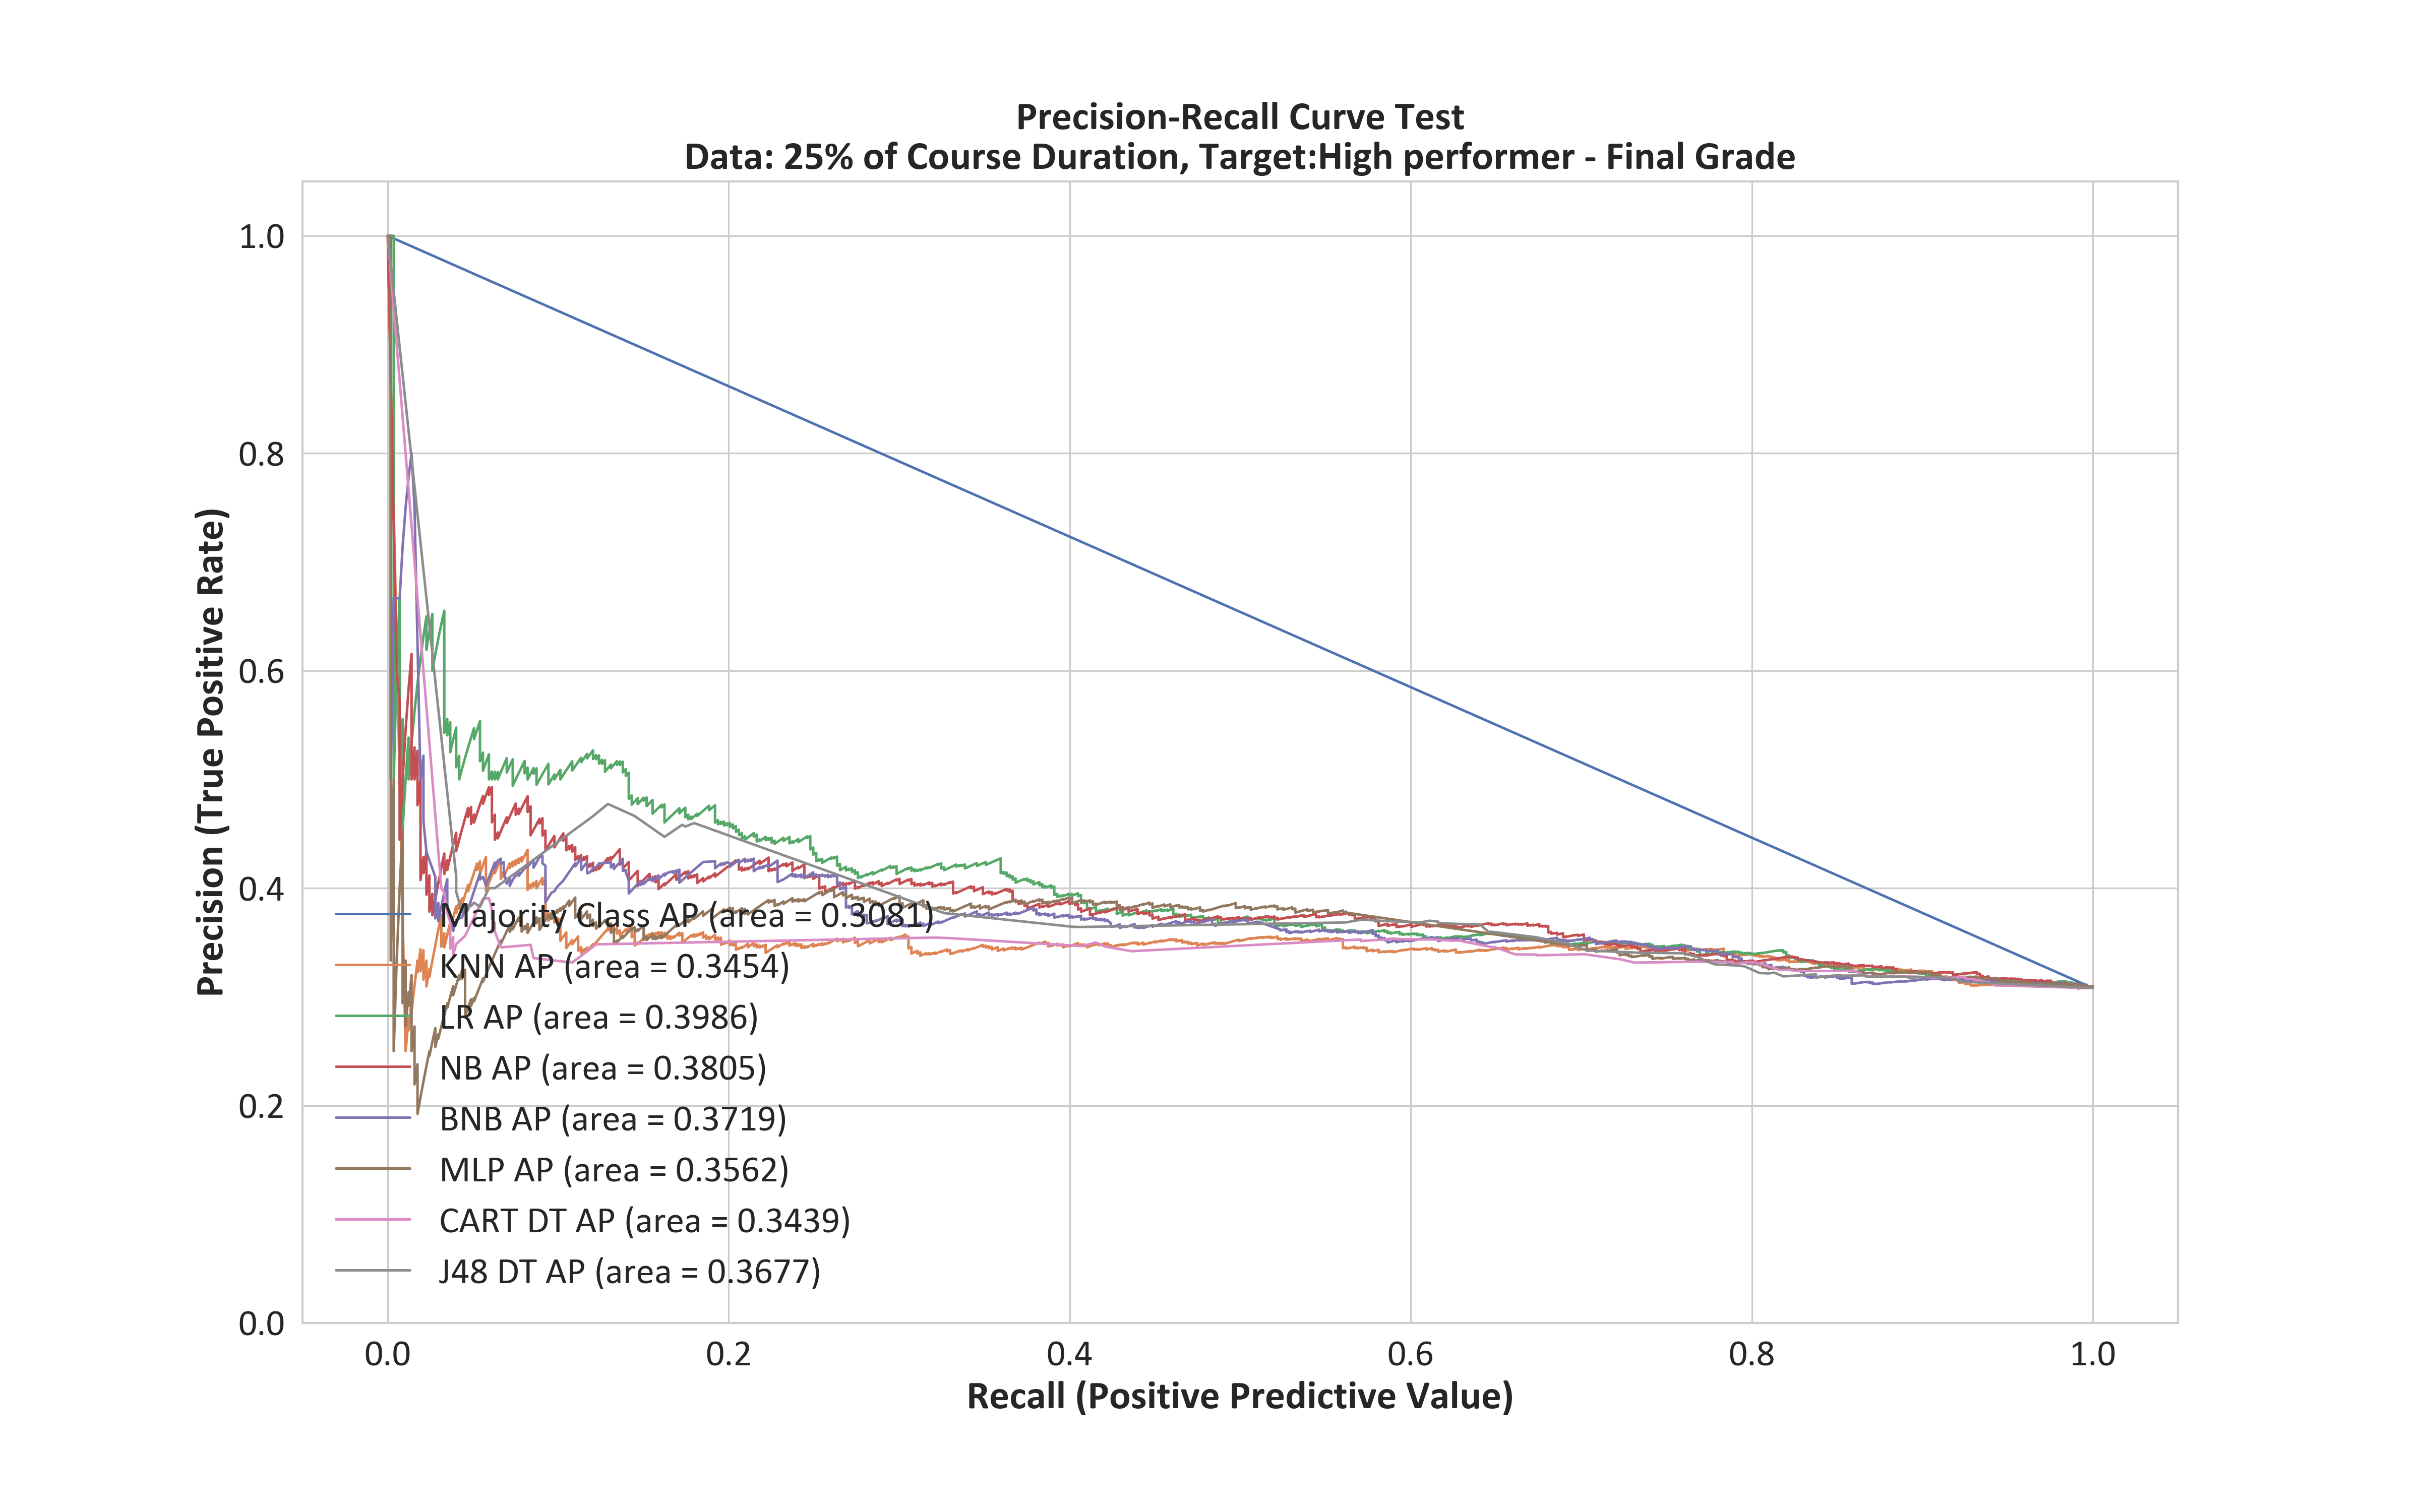 Precision-Recall Curve Test
Data: 25% of Course Duration, Target:High performer - Final Grade
Precision (True Positive Rate)
1.0
0.8
0.6
0.4
0.2
0.0
Majority Class AP (area = 0.3081)
KNN AP (area = 0.3454)
LR AP (area = 0.3986)
NB AP (area = 0.3805)
BNB AP (area = 0.3719)
MLP AP (area = 0.3562)
CART DT AP (area = 0.3439)
J48 DT AP (area = 0.3677)
0.0 0.2 0.4 0.6 0.8 1.0
Recall (Positive Predictive Value)